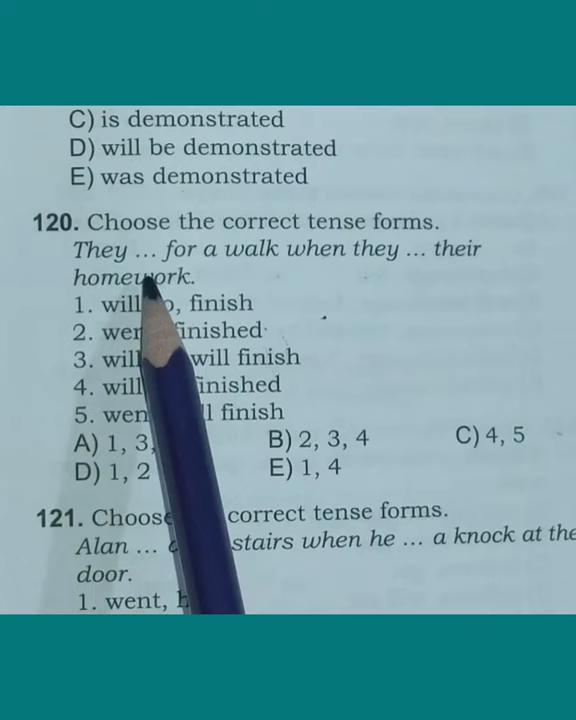 C) is demonstrated
D) will be demonstrated
E) was demonstrated
120. Choose the correct tense forms.
They ... for a walk when they ... their
homework.
1. will , finish
2. finished
3. will will finish
4. will finished
5. finish
A) 1, 3, B) 2, 3, 4 C) 4, 5
D) 1, 2 E) 1, 4
121. Choose correct tense forms.
Alan ... stairs when he ... a knock at the
door.
1. went,